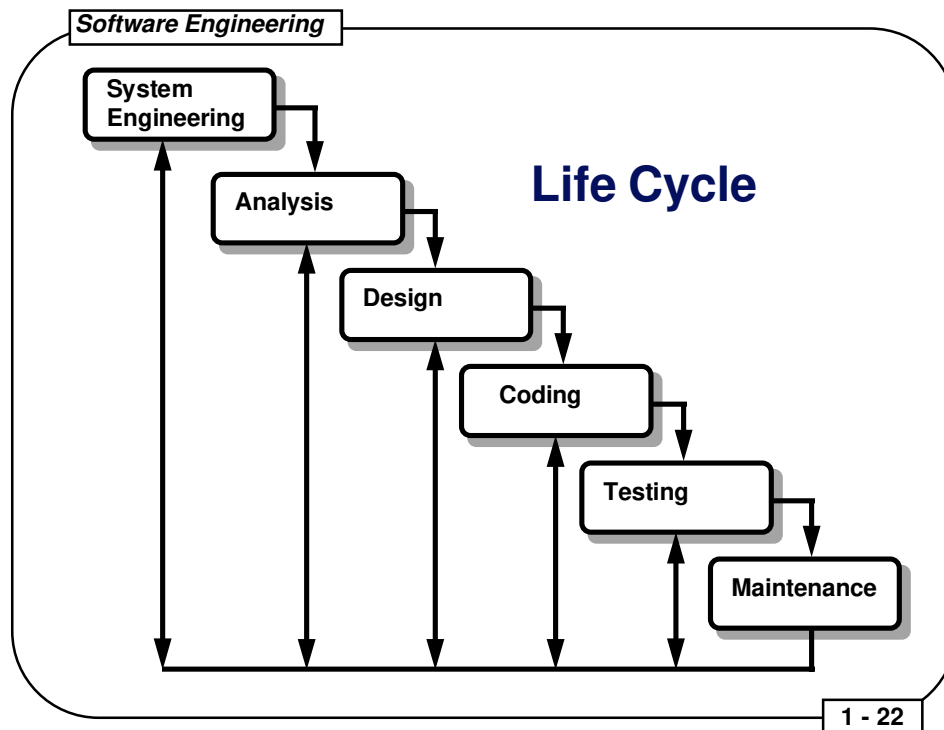 Software Engineering
System
Engineering
Life Cycle
Analysis
Design
Coding
Testing
Maintenance
1 - 22